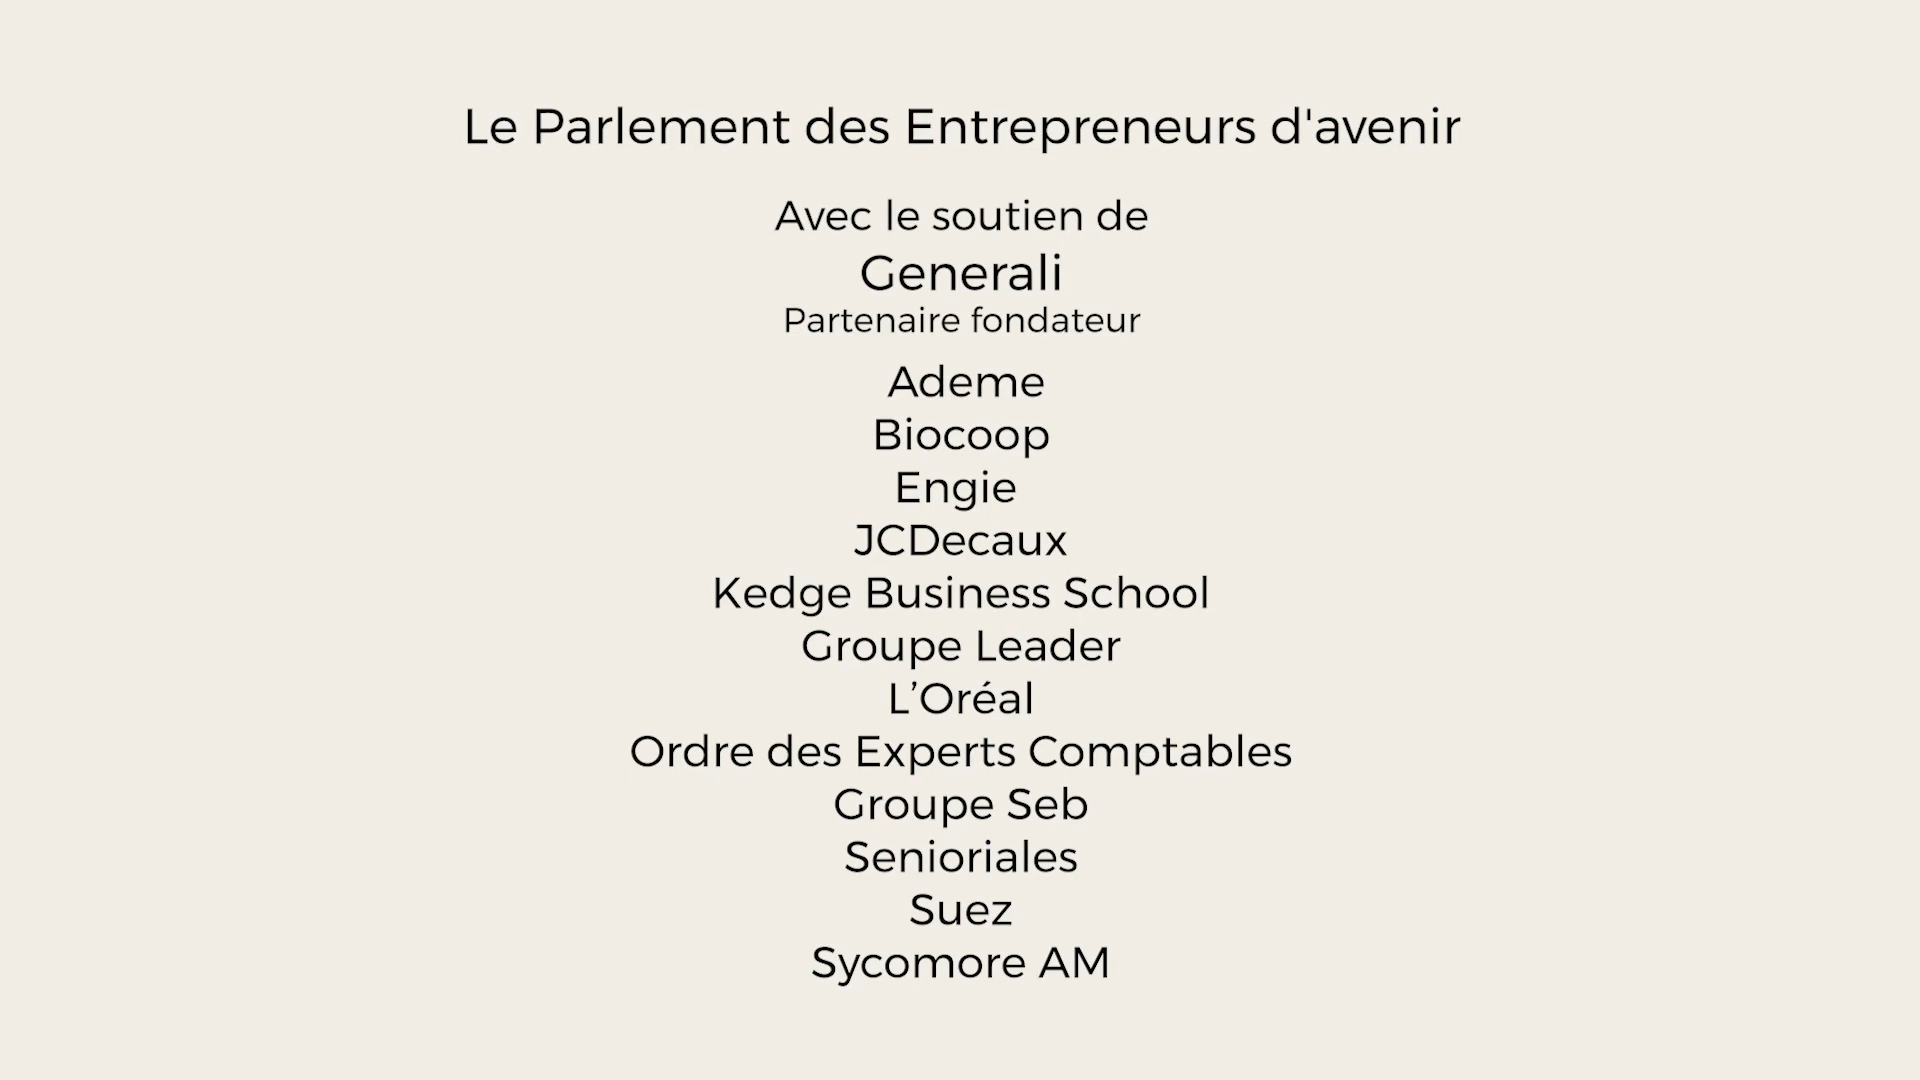 Le Parlement des Entrepreneurs d'avenir
Avec le soutien de
Generali
Partenaire fondateur
Ademe
Biocoop
Engie
JCDecaux
Kedge Business School
Groupe Leader
L’Oréal
Ordre des Experts Comptables
Groupe Seb
Senioriales
Suez
Sycomore AM